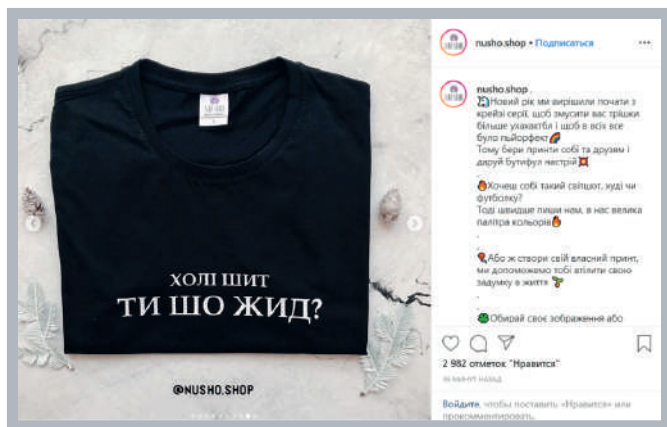 ХОЛІ ШИТ
ТИ ШО ЖИД?
@NUSHO.SHOP
nusho.shop • Подписаться
nusho.shop .
Новий рік ми вирішили почати з
крейзі серії, щоб змусити вас трішки
більше ухахактбл і щоб в всіх все
було пьйорфект
Тому бери принти собі та друзям і
даруй бутифул настрій
.
.
Хочеш собі такий світшот, худі чи
футболку?
Тоді швидше пиши нам, в нас велика
палітра кольорів
.
.
Або ж створи свій власний принт,
ми допоможемо тобі втілити свою
задумку в життя
.
.
Обирай своє зображення або
2 982 отметок "Нравится"
назад
Войдите, чтобы поставить «Нравится» или
прокомментировать.